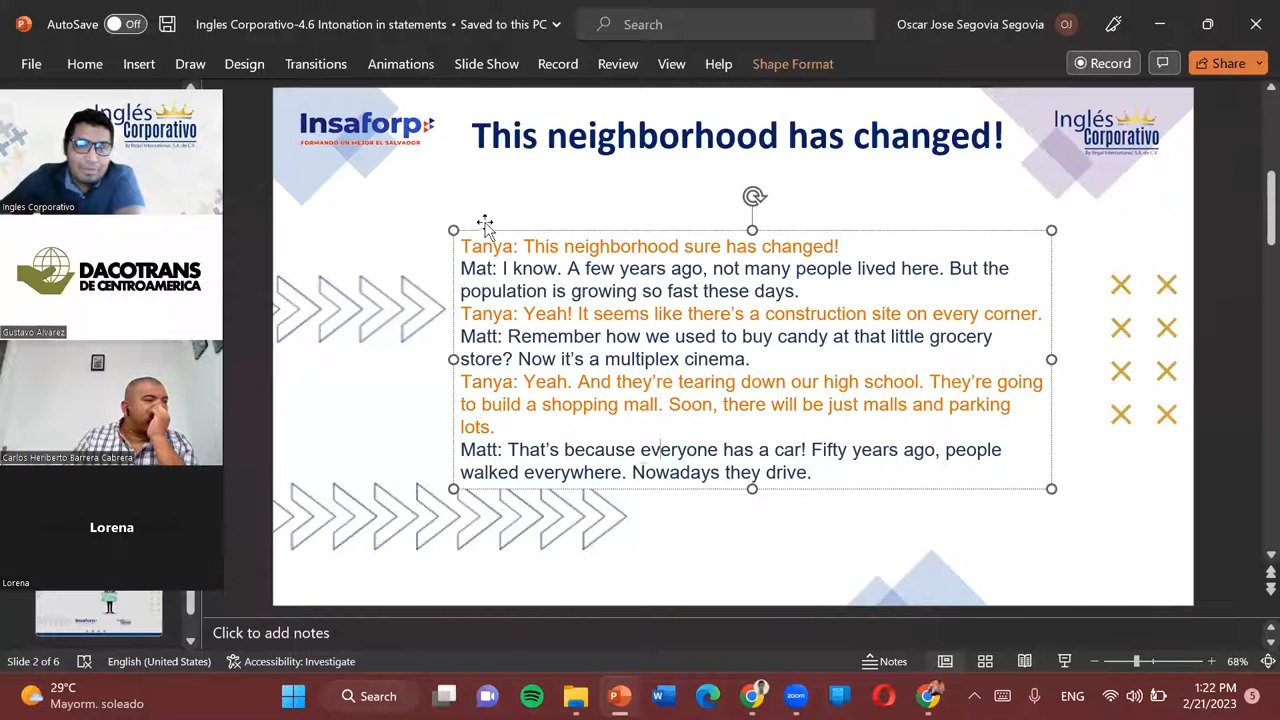 AutoSave Off Ingles Corporativo-4.6 Intonation in statements • Saved to this PC Search Oscar Jose Segovia Segovia OJ
File Home Insert Draw Design Transitions Animations Slide Show Record Review View Help Shape Format Record Share
Inglés
Corporativo
Ingles Corporativo
DACOTRANS
DE CENTROAMERICA
Gustavo Alvarez
Carlos Heriberto Barrera Cabrera
Lorena
Lorena
Insaforp
FORMANDO UN MEJOR EL SALVADOR
This neighborhood has changed!
Inglés
Corporativo
By Regal International, S.A. de C.V.
Tanya: This neighborhood sure has changed!
Mat: I know. A few years ago, not many people lived here. But the
population is growing so fast these days.
Tanya: Yeah! It seems like there's a construction site on every corner.
Matt: Remember how we used to buy candy at that little grocery
store? Now it's a multiplex cinema.
Tanya: Yeah. And they're tearing down our high school. They're going
to build a shopping mall. Soon, there will be just malls and parking
lots.
Matt: That's because everyone has a car! Fifty years ago, people
walked everywhere. Nowadays they drive.
Click to add notes
Slide 2 of 6 English (United States) Accessibility: Investigate Notes 68%
29°C
Mayorm. soleado
Search
ENG
1:22 PM
2/21/2023
5